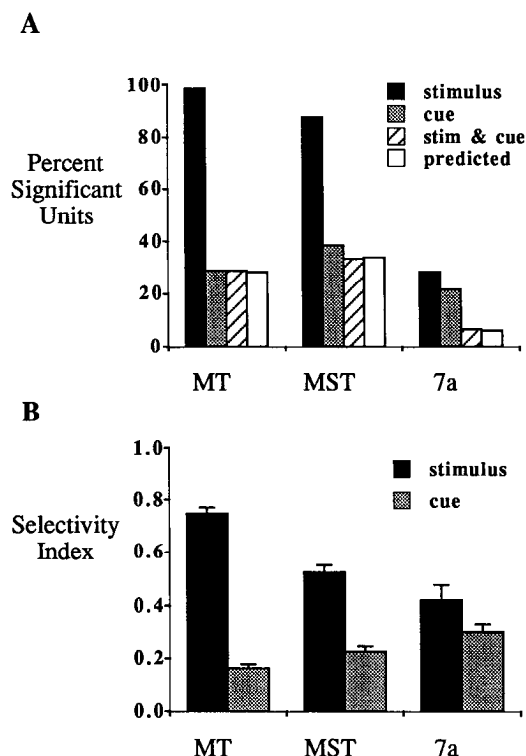 A
100
80
60
40
20
0
Percent
Significant
Units
stimulus
cue
stim & cue
predicted
MT MST 7a
B
1.0
0.8
0.6
0.4
0.2
0.0
Selectivity
Index
stimulus
cue
MT MST 7a